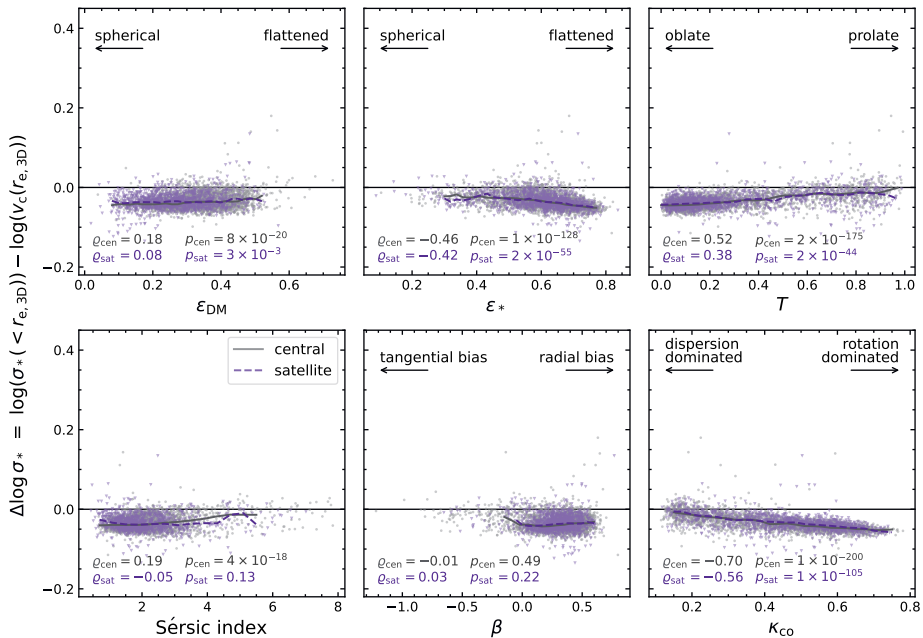 Δlog σ* = log(σ*(< r_e,3D)) − log(v_c(r_e,3D))
0.4
0.2
0.0
−0.2
spherical flattened
ϱcen = 0.18 pcen = 8 × 10^−20
ϱsat = 0.08 psat = 3 × 10^−3
0.0 0.2 0.4 0.6
ε_DM
spherical flattened
ϱcen = −0.46 pcen = 1 × 10^−128
ϱsat = −0.42 psat = 2 × 10^−55
0.0 0.2 0.4 0.6 0.8
ε*
oblate prolate
ϱcen = 0.52 pcen = 2 × 10^−175
ϱsat = 0.38 psat = 2 × 10^−44
0.0 0.2 0.4 0.6 0.8 1.0
T
0.4
0.2
0.0
−0.2
central
satellite
ϱcen = 0.19 pcen = 4 × 10^−18
ϱsat = −0.05 psat = 0.13
2 4 6 8
Sérsic index
tangential bias radial bias
ϱcen = −0.01 pcen = 0.49
ϱsat = 0.03 psat = 0.22
−1.0 −0.5 0.0 0.5
β
dispersion rotation
dominated dominated
ϱcen = −0.70 pcen = 1 × 10^−200
ϱsat = −0.56 psat = 1 × 10^−105
0.2 0.4 0.6 0.8
κ_co